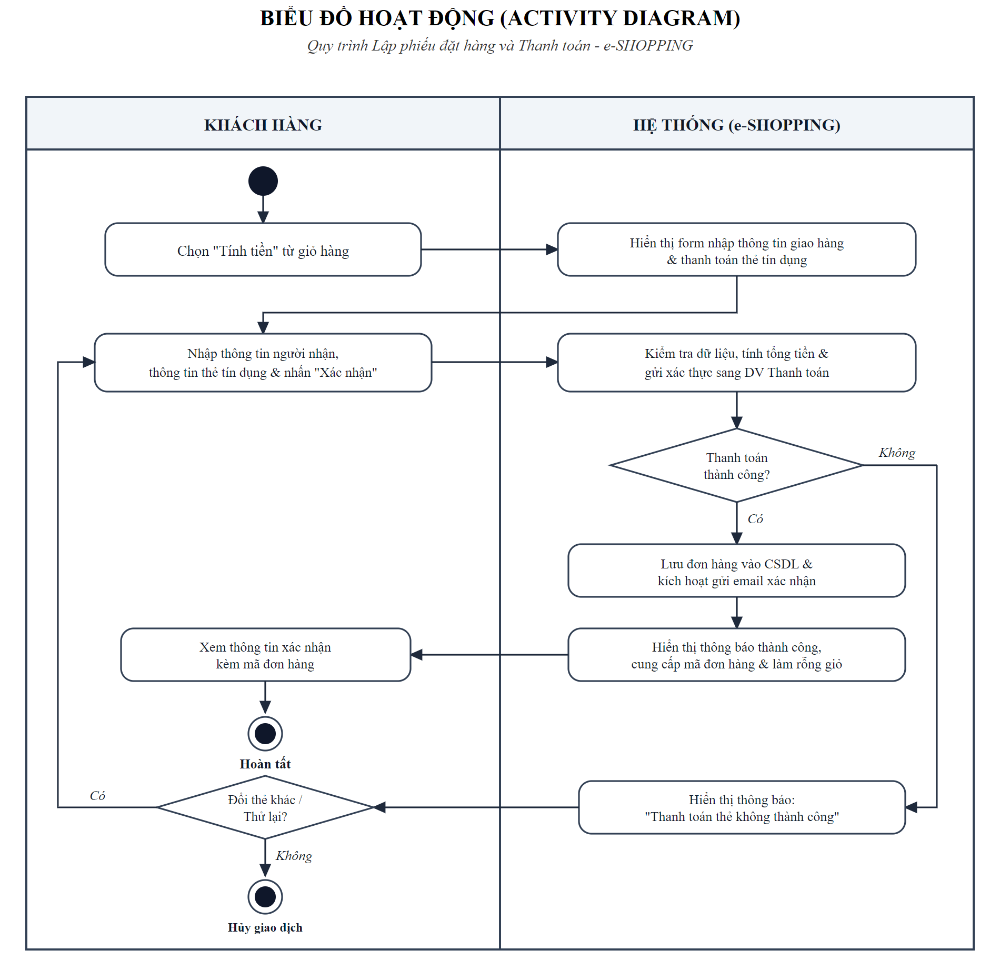 BIỂU ĐỒ HOẠT ĐỘNG (ACTIVITY DIAGRAM)
Quy trình Lập phiếu đặt hàng và Thanh toán - e-SHOPPING
KHÁCH HÀNG
HỆ THỐNG (e-SHOPPING)
Chọn "Tính tiền" từ giỏ hàng
Hiển thị form nhập thông tin giao hàng
& thanh toán thẻ tín dụng
Nhập thông tin người nhận,
thông tin thẻ tín dụng & nhấn "Xác nhận"
Kiểm tra dữ liệu, tính tổng tiền &
gửi xác thực sang DV Thanh toán
Thanh toán
thành công?
Không
Có
Lưu đơn hàng vào CSDL &
kích hoạt gửi email xác nhận
Xem thông tin xác nhận
kèm mã đơn hàng
Hiển thị thông báo thành công,
cung cấp mã đơn hàng & làm rỗng giỏ
Hoàn tất
Có
Đổi thẻ khác /
Thử lại?
Hiển thị thông báo:
"Thanh toán thẻ không thành công"
Không
Hủy giao dịch